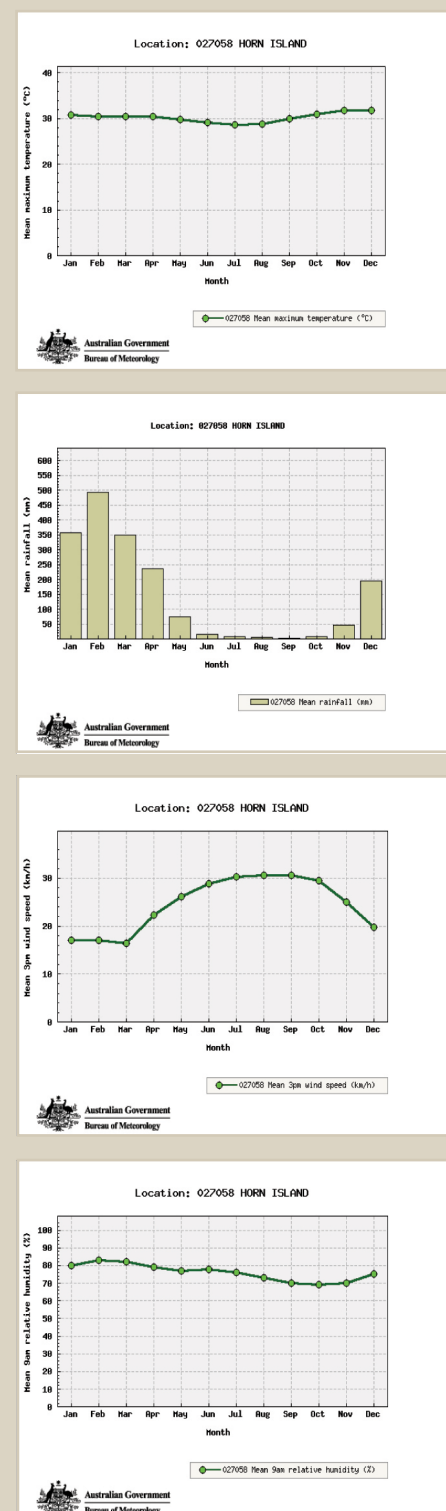 Location: 027058 HORN ISLAND
Mean maximum temperature (°C)
40
30
20
10
0
Jan Feb Mar Apr May Jun Jul Aug Sep Oct Nov Dec
Month
027058 Mean maximum temperature (°C)
Australian Government
Bureau of Meteorology
Location: 027058 HORN ISLAND
Mean rainfall (mm)
600
550
500
450
400
350
300
250
200
150
100
50
Jan Feb Mar Apr May Jun Jul Aug Sep Oct Nov Dec
Month
027058 Mean rainfall (mm)
Australian Government
Bureau of Meteorology
Location: 027058 HORN ISLAND
Mean 3pm wind speed (km/h)
30
20
10
0
Jan Feb Mar Apr May Jun Jul Aug Sep Oct Nov Dec
Month
027058 Mean 3pm wind speed (km/h)
Australian Government
Bureau of Meteorology
Location: 027058 HORN ISLAND
Mean 9am relative humidity (%)
100
90
80
70
60
50
40
30
20
10
0
Jan Feb Mar Apr May Jun Jul Aug Sep Oct Nov Dec
Month
027058 Mean 9am relative humidity (%)
Australian Government
Bureau of Meteorology